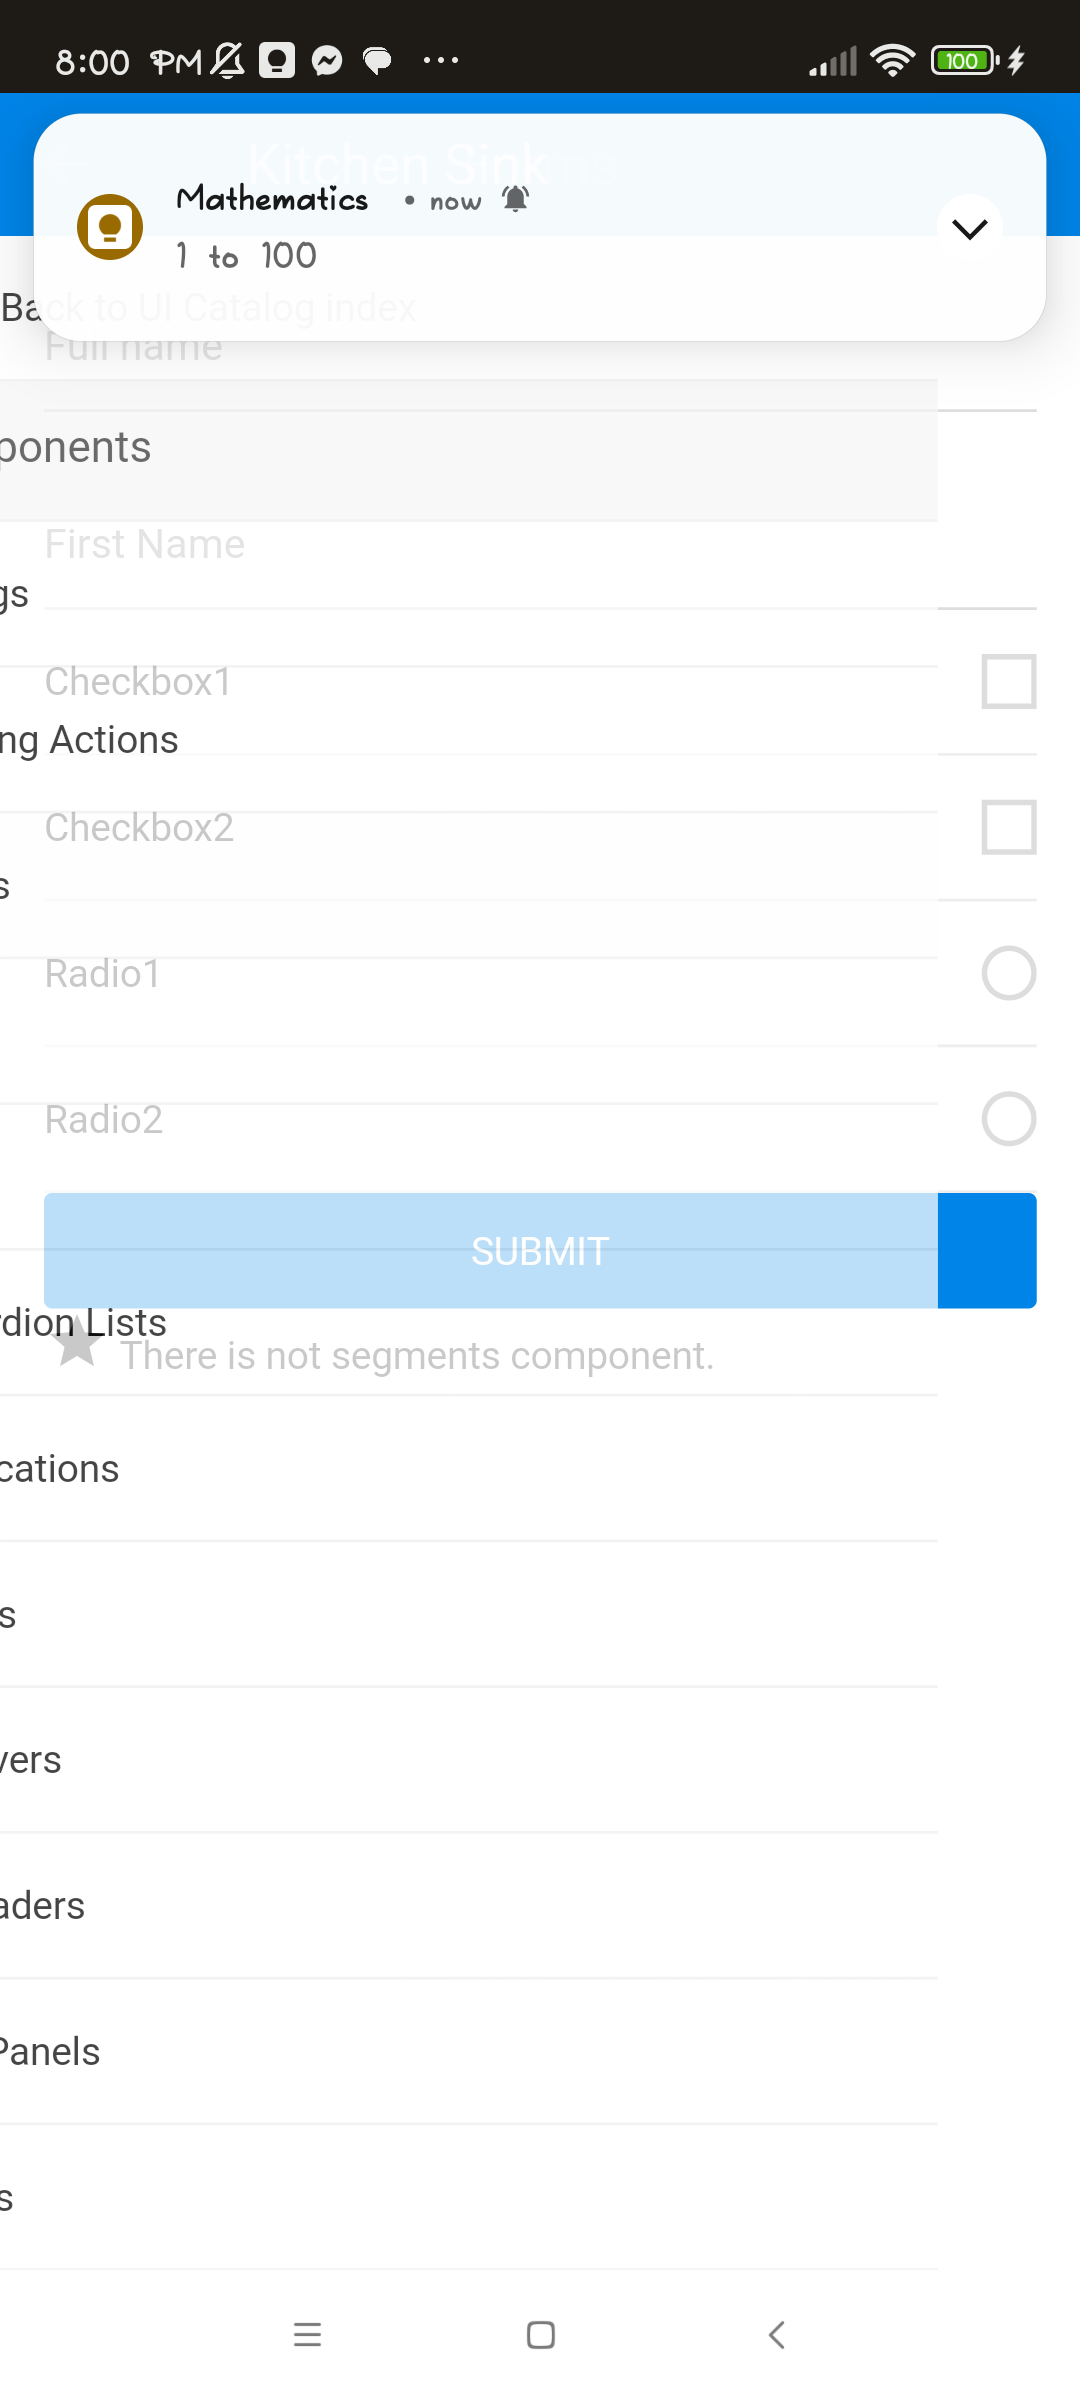 8:00 PM
100
Kitchen Sink
Mathematics • now
1 to 100
Back to UI Catalog index
Full name
ponents
First Name
gs
Checkbox1
ng Actions
Checkbox2
s
Radio1
Radio2
SUBMIT
rdion Lists
There is not segments component.
cations
s
vers
aders
Panels
s